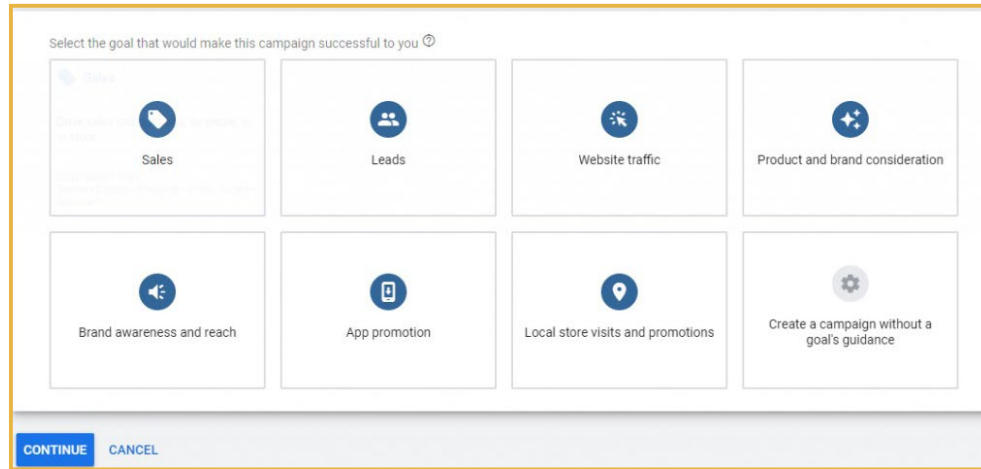 Select the goal that would make this campaign successful to you
Sales
Sales
Leads
Website traffic
Product and brand consideration
Brand awareness and reach
App promotion
Local store visits and promotions
Create a campaign without a
goal's guidance
CONTINUE
CANCEL